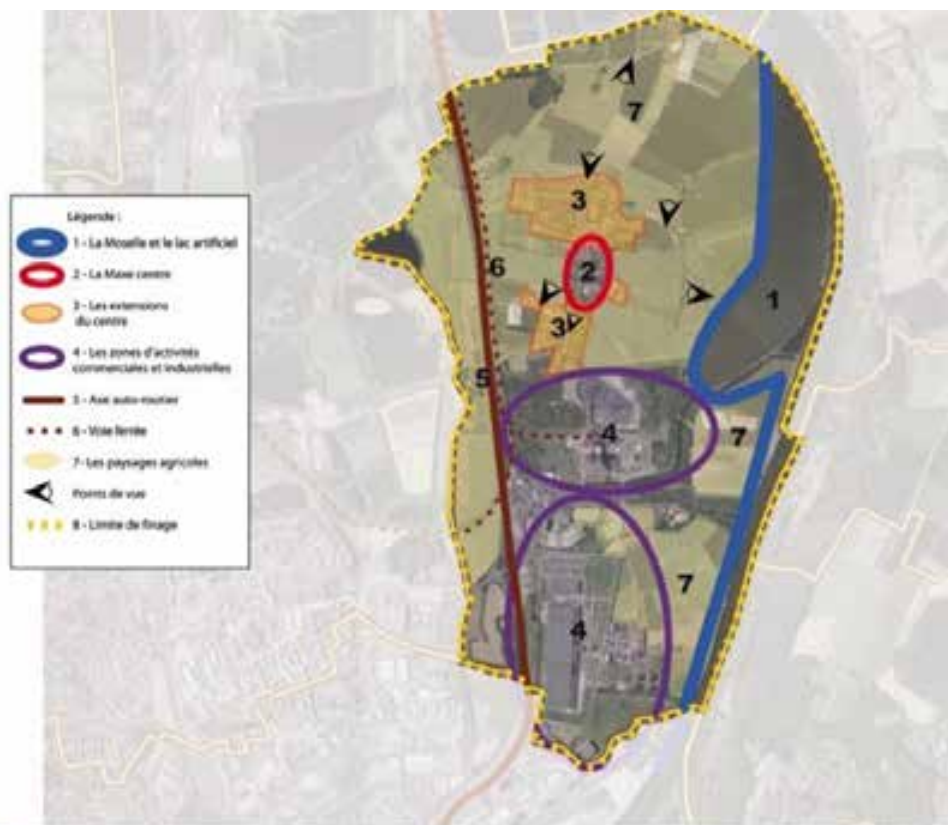 Légende :
1 - La Moselle et le lac artificiel
2 - La Maxe centre
3 - Les extensions
du centre
4 - Les zones d'activités
commerciales et industrielles
5 - Axe auto-routier
6 - Voie ferrée
7 - Les paysages agricoles
Points de vue
8 - Limite de finage
7
3
2
6
1
3
5
4
7
7
4